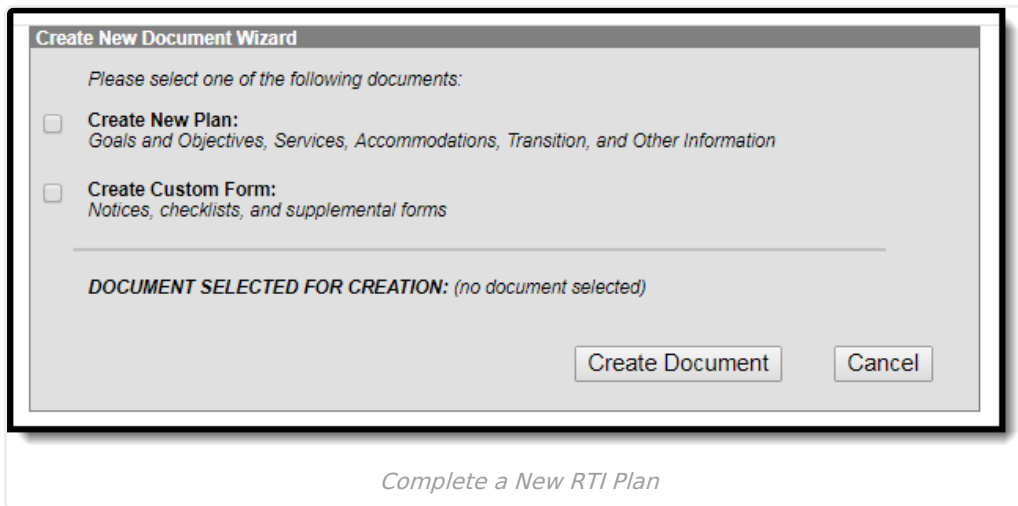 Create New Document Wizard
Please select one of the following documents:
Create New Plan:
Goals and Objectives, Services, Accommodations, Transition, and Other Information
Create Custom Form:
Notices, checklists, and supplemental forms
DOCUMENT SELECTED FOR CREATION: (no document selected)
Create Document Cancel
Complete a New RTI Plan